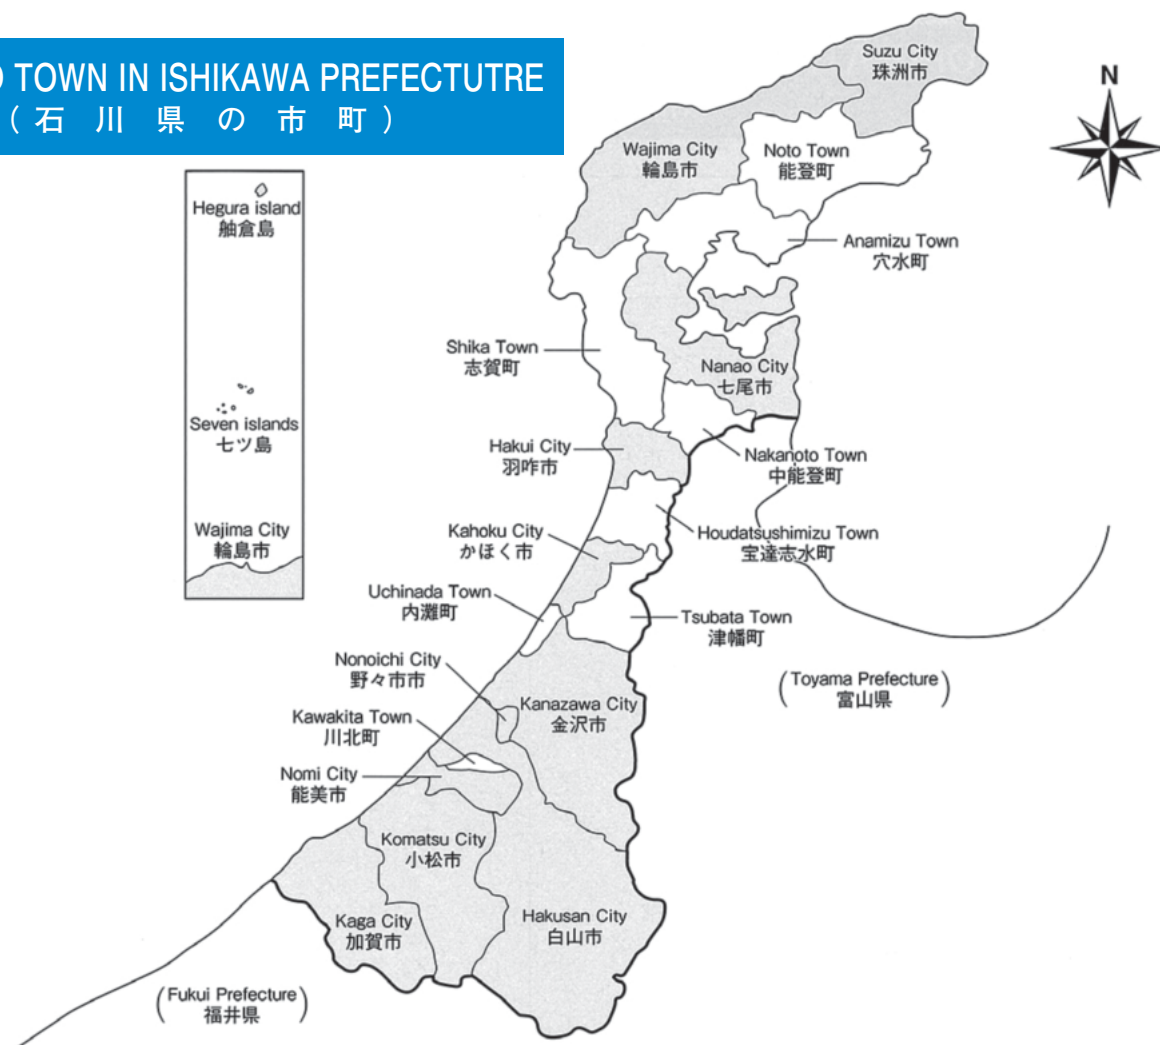 TOWN IN ISHIKAWA PREFECTUTRE
(石川県の市町)
N
Hegura island
舳倉島
Seven islands
七ツ島
Wajima City
輪島市
Suzu City
珠洲市
Wajima City
輪島市
Noto Town
能登町
Anamizu Town
穴水町
Shika Town
志賀町
Nanao City
七尾市
Hakui City
羽咋市
Nakanoto Town
中能登町
Kahoku City
かほく市
Houdatsushimizu Town
宝達志水町
Uchinada Town
内灘町
Tsubata Town
津幡町
Nonoichi City
野々市市
Kanazawa City
金沢市
(Toyama Prefecture)
富山県
Kawakita Town
川北町
Nomi City
能美市
Komatsu City
小松市
Kaga City
加賀市
Hakusan City
白山市
(Fukui Prefecture)
福井県